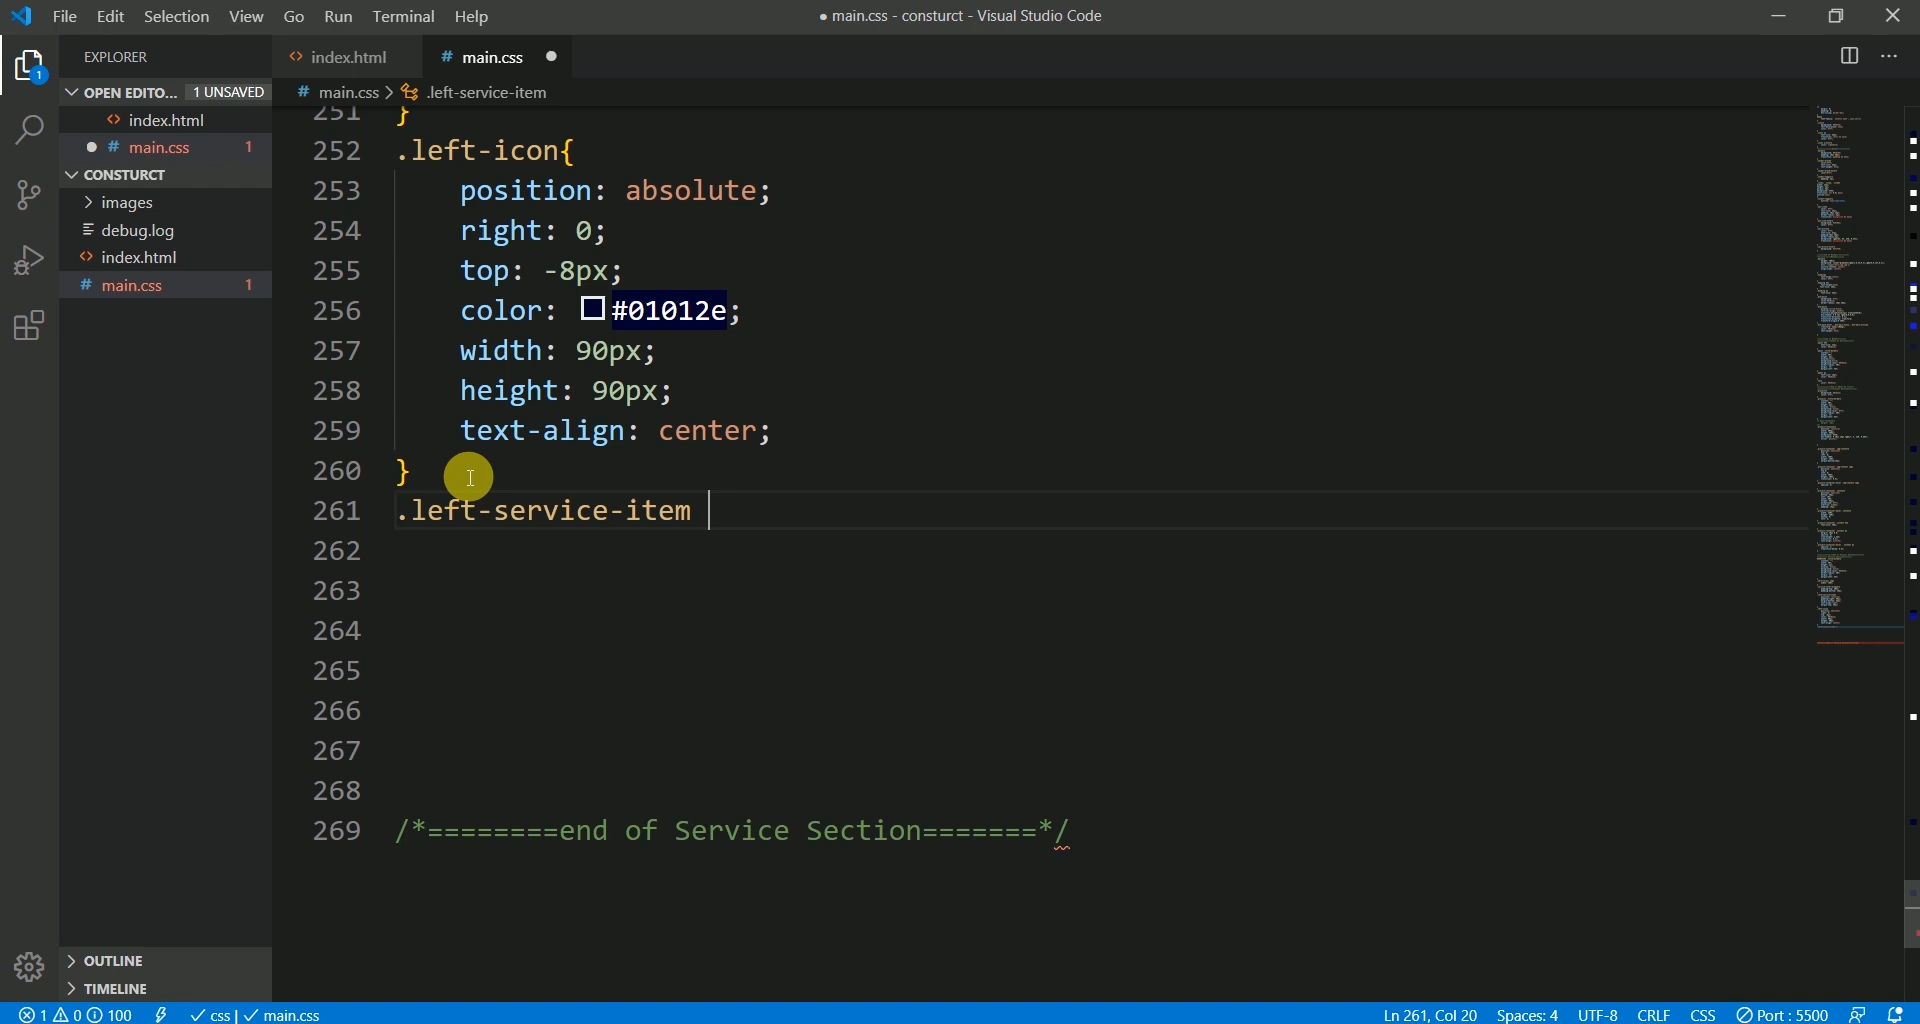 File Edit Selection View Go Run Terminal Help
● main.css - consturct - Visual Studio Code
EXPLORER
OPEN EDITO... 1 UNSAVED
index.html
# main.css 1
CONSTURCT
images
debug.log
index.html
# main.css 1
OUTLINE
TIMELINE
1
index.html # main.css
# main.css > .left-service-item
251 }
252 .left-icon{
253 position: absolute;
254 right: 0;
255 top: -8px;
256 color: #01012e;
257 width: 90px;
258 height: 90px;
259 text-align: center;
260 }
261 .left-service-item
262
263
264
265
266
267
268
269 /*========end of Service Section=======*/
1 0 100 css | main.css
Ln 261, Col 20 Spaces: 4 UTF-8 CRLF CSS Port : 5500